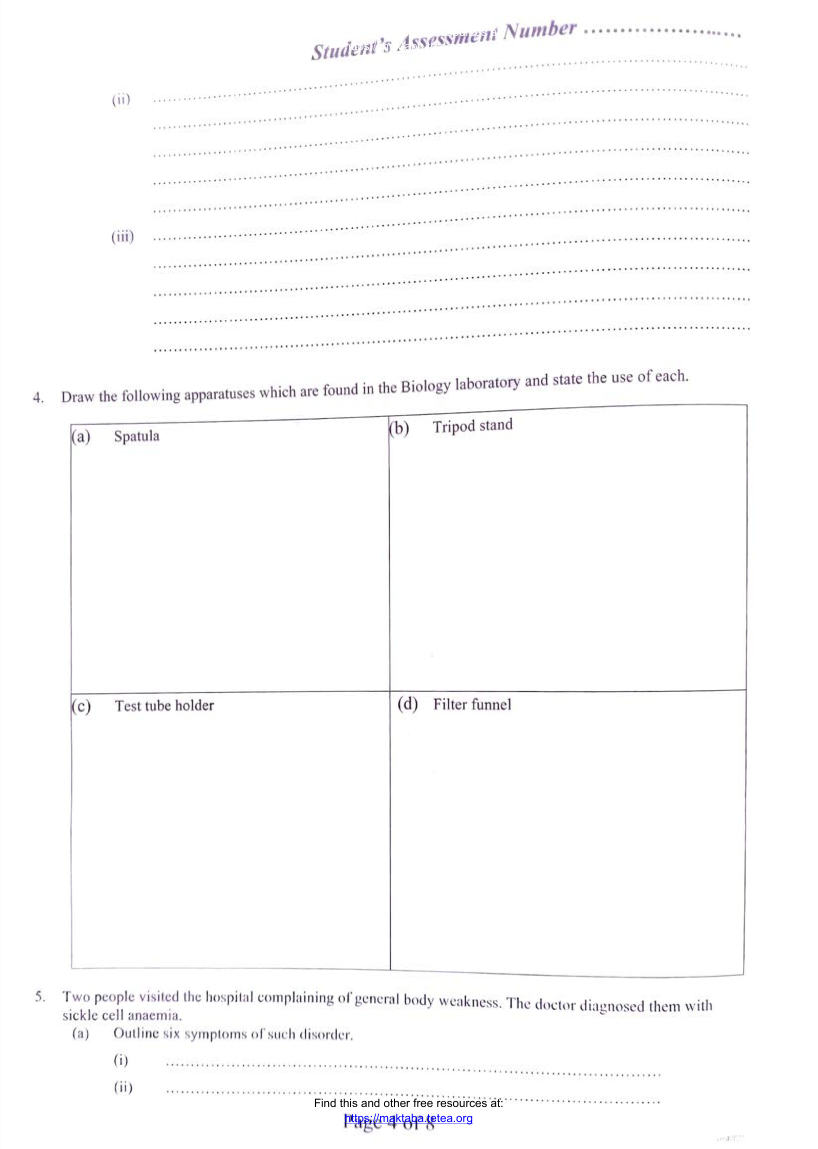 Student's Assessment Number ........................
(ii) ........................
(iii) ........................
4. Draw the following apparatuses which are found in the Biology laboratory and state the use of each.
(a) Spatula (b) Tripod stand
(c) Test tube holder (d) Filter funnel
5. Two people visited the hospital complaining of general body weakness. The doctor diagnosed them with
sickle cell anaemia.
(a) Outline six symptoms of such disorder.
(i) ........................
(ii) ........................
Find this and other free resources at:
https://maktaba.tetea.org
Page 4 of 8